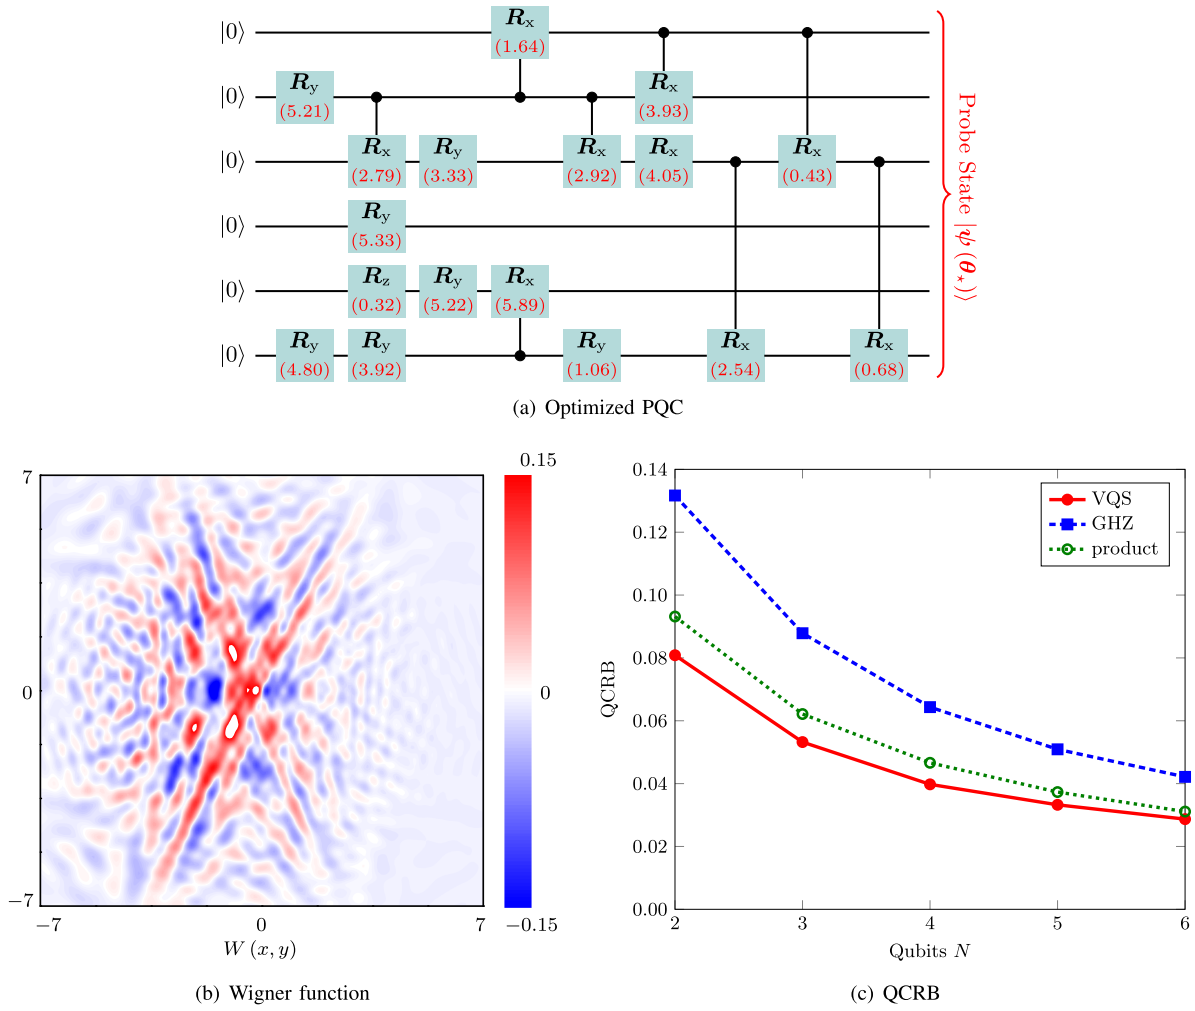 |0⟩ Rx (1.64)
|0⟩ Ry (5.21) Rx (3.93)
|0⟩ Rx (2.79) Ry (3.33) Rx (2.92) Rx (4.05) Rx (0.43)
|0⟩ Ry (5.33)
|0⟩ Rz (0.32) Ry (5.22) Rx (5.89)
|0⟩ Ry (4.80) Ry (3.92) Ry (1.06) Rx (2.54) Rx (0.68)
Probe State |ψ (θ⋆)⟩
(a) Optimized PQC
7
0
−7
−7 0 7
W (x, y)
0.15
0
−0.15
(b) Wigner function
0.14
0.12
0.10
0.08
0.06
0.04
0.02
0.00
QCRB
2 3 4 5 6
Qubits N
VQS
GHZ
product
(c) QCRB